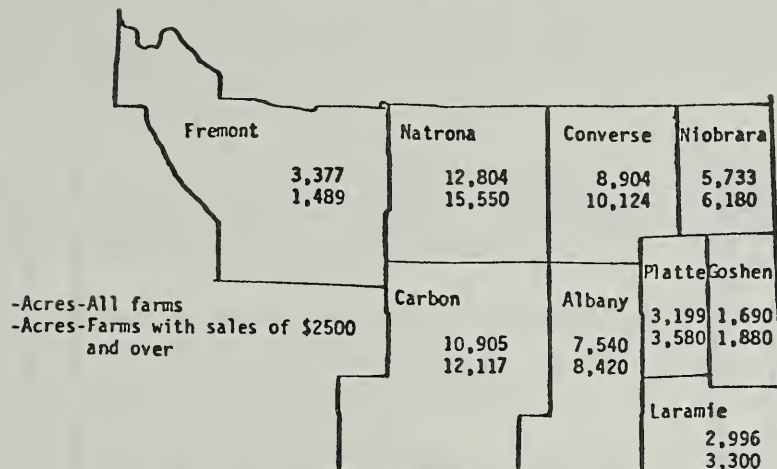 Fremont
3,377
1,489
Natrona
12,804
15,550
Converse
8,904
10,124
Niobrara
5,733
6,180
-Acres-All farms
-Acres-Farms with sales of $2500
and over
Carbon
10,905
12,117
Albany
7,540
8,420
Platte
3,199
3,580
Goshen
1,690
1,880
Laramie
2,996
3,300